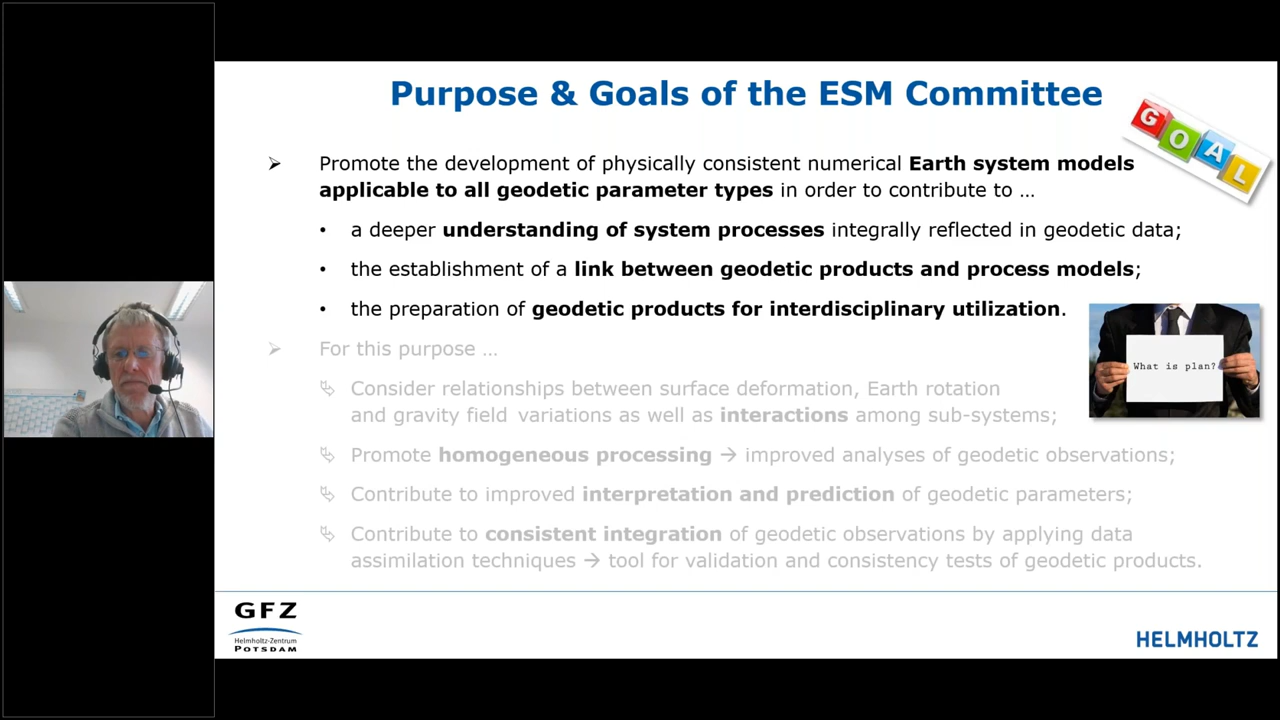 Purpose & Goals of the ESM Committee
GOAL
➢ Promote the development of physically consistent numerical Earth system models
applicable to all geodetic parameter types in order to contribute to …
• a deeper understanding of system processes integrally reflected in geodetic data;
• the establishment of a link between geodetic products and process models;
• the preparation of geodetic products for interdisciplinary utilization.
What is plan?
➢ For this purpose …
Consider relationships between surface deformation, Earth rotation
and gravity field variations as well as interactions among sub-systems;
Promote homogeneous processing → improved analyses of geodetic observations;
Contribute to improved interpretation and prediction of geodetic parameters;
Contribute to consistent integration of geodetic observations by applying data
assimilation techniques → tool for validation and consistency tests of geodetic products.
GFZ
Helmholtz-Zentrum
POTSDAM
HELMHOLTZ